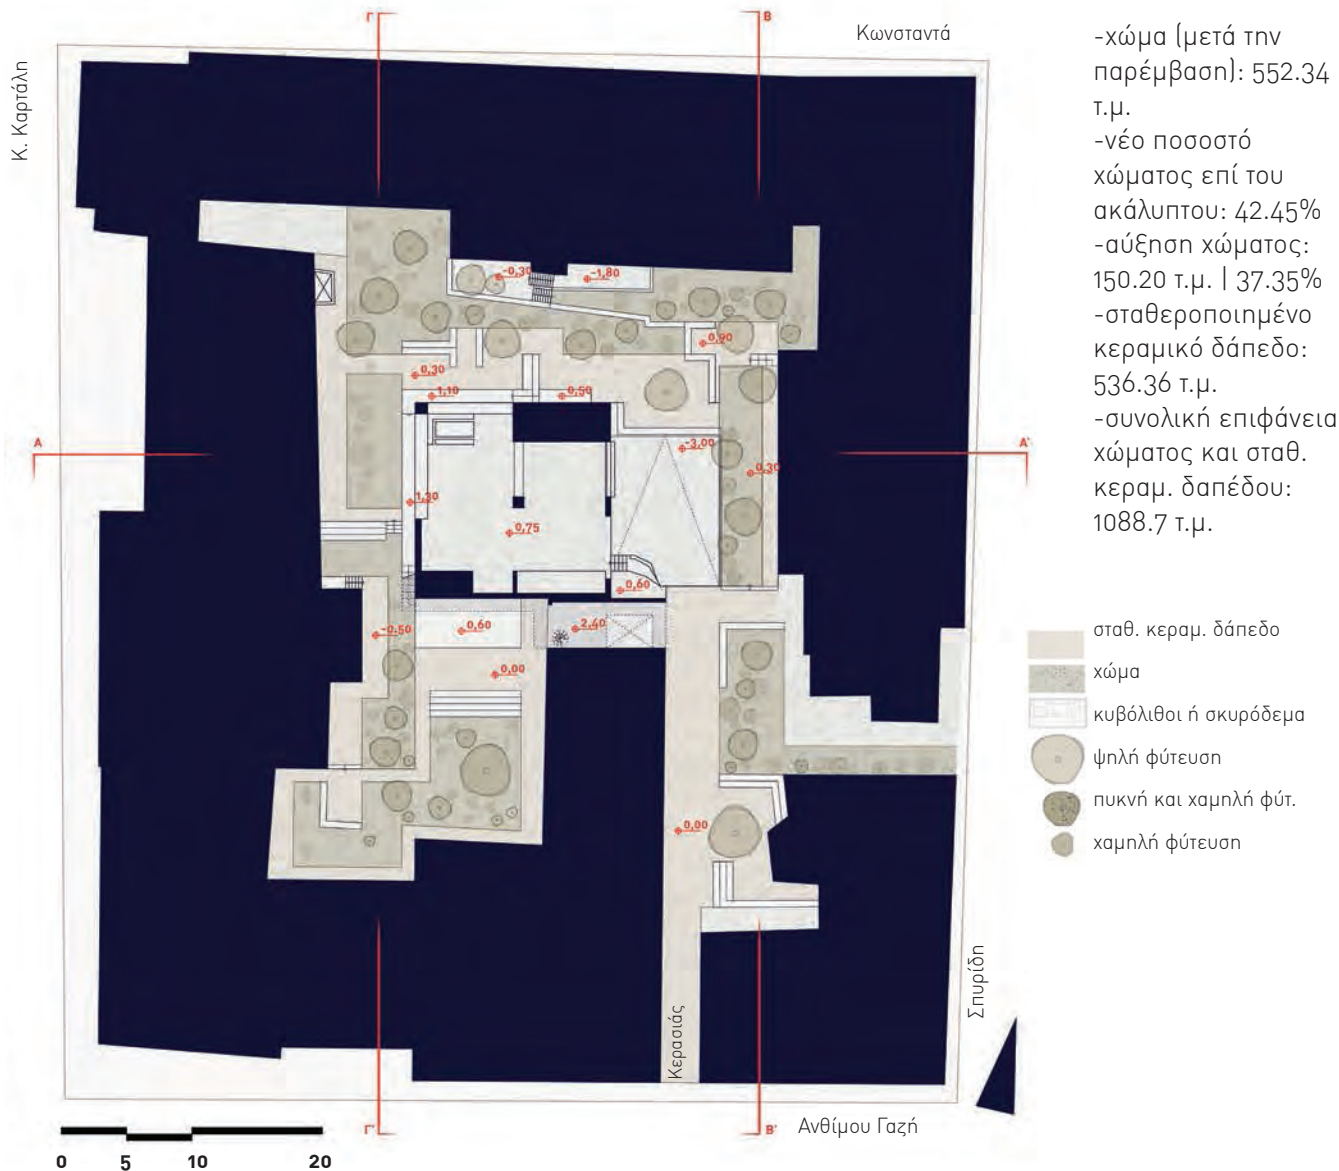 Γ
Β
Κωνσταντά
Κ. Καρτάλη
-0,30
-1,80
0,90
0,30
1,10
0,50
Α
-3,00
Α'
0,30
1,30
0,75
0,60
-0,50
0,60
2,40
0,00
0,00
Κερασιάς
Σπυρίδη
Γ'
Β'
Ανθίμου Γαζή
0 5 10 20
-χώμα (μετά την
παρέμβαση): 552.34
τ.μ.
-νέο ποσοστό
χώματος επί του
ακάλυπτου: 42.45%
-αύξηση χώματος:
150.20 τ.μ. | 37.35%
-σταθεροποιημένο
κεραμικό δάπεδο:
536.36 τ.μ.
-συνολική επιφάνεια
χώματος και σταθ.
κεραμ. δαπέδου:
1088.7 τ.μ.
σταθ. κεραμ. δάπεδο
χώμα
κυβόλιθοι ή σκυρόδεμα
ψηλή φύτευση
πυκνή και χαμηλή φύτ.
χαμηλή φύτευση